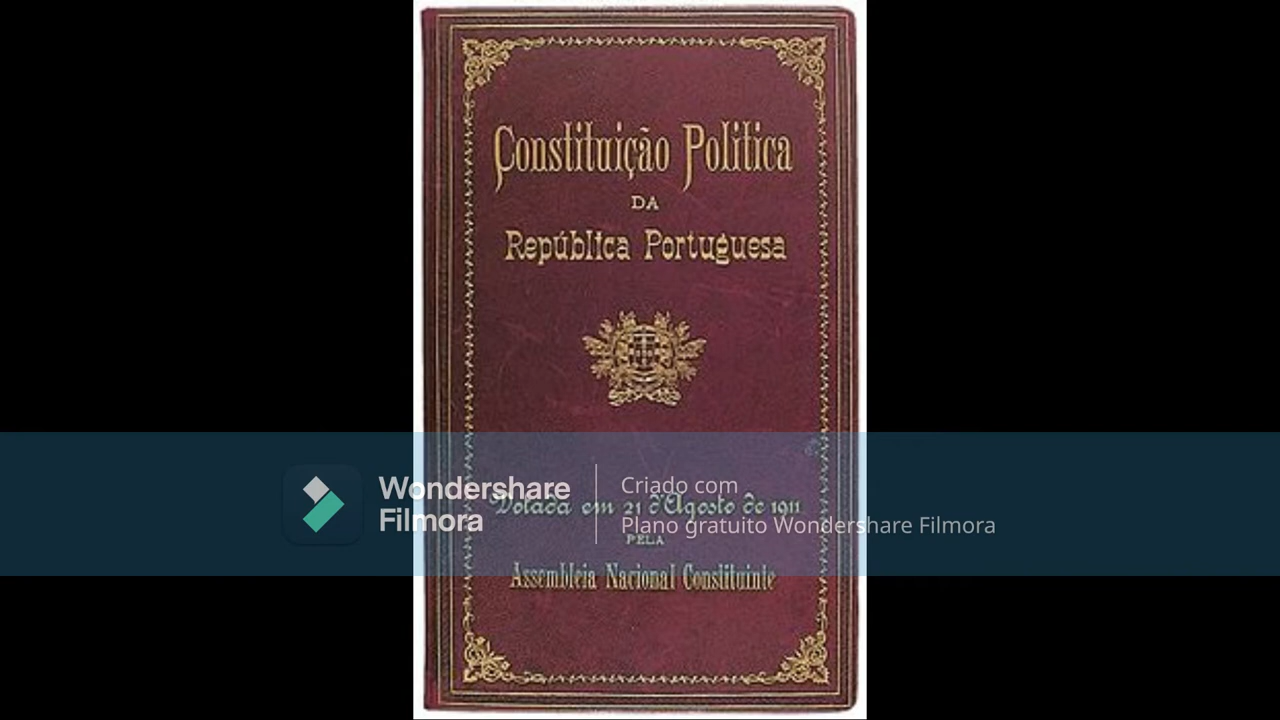 Constituição Politica
DA
República Portuguesa
Votada em 21 d'Agosto de 1911
PELA
Assembleia Nacional Constituinte
Wondershare
Filmora
Criado com
Plano gratuito Wondershare Filmora